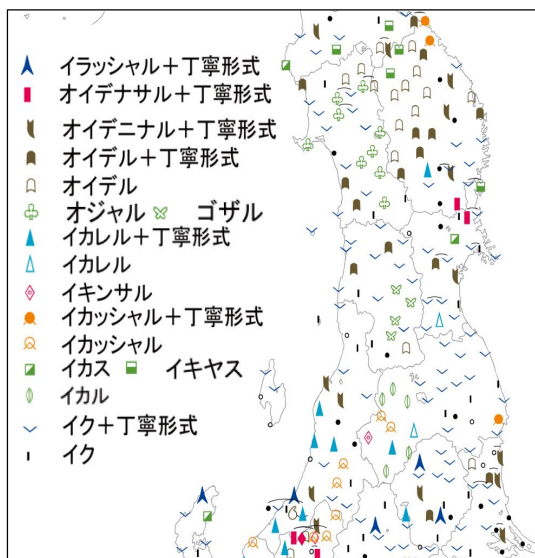 イラッシャル＋丁寧形式
オイデナサル＋丁寧形式
オイデニナル＋丁寧形式
オイデル＋丁寧形式
オイデル
オジャル ゴザル
イカレル＋丁寧形式
イカレル
イキンサル
イカッシャル＋丁寧形式
イカッシャル
イカス イキヤス
イカル
イク＋丁寧形式
イク